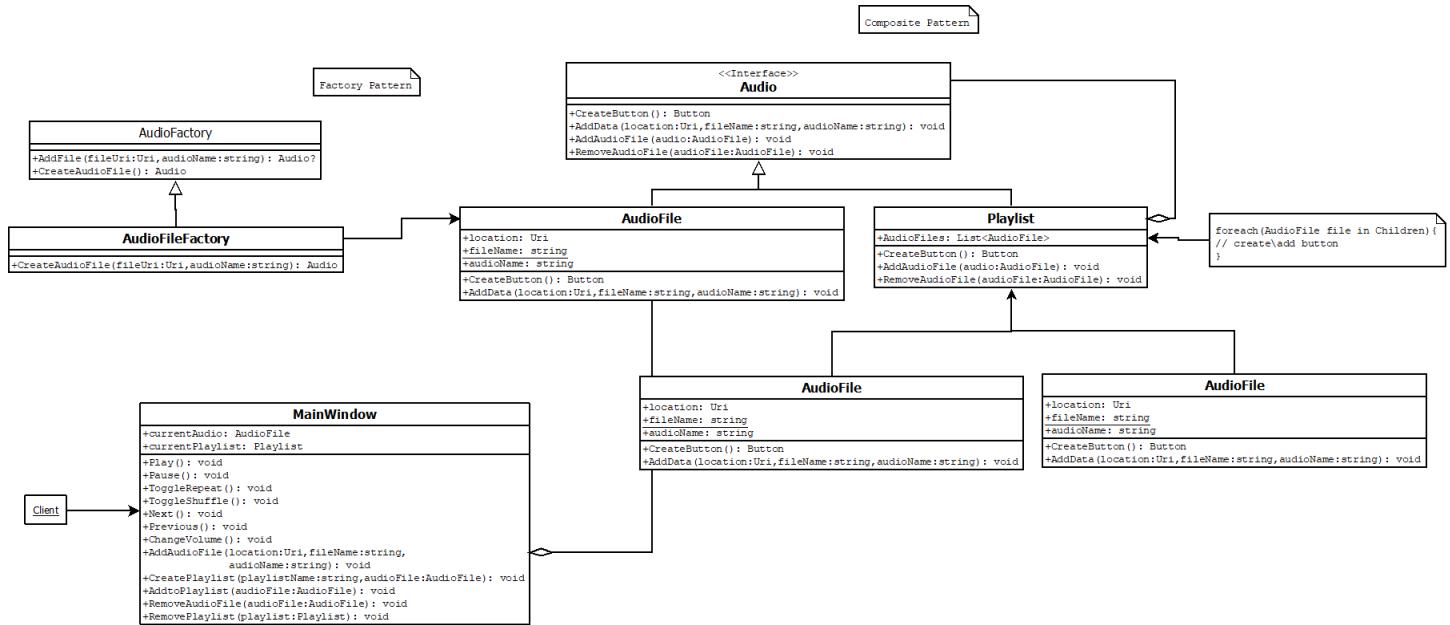 Composite Pattern
Factory Pattern
<<Interface>>
Audio
+CreateButton(): Button
+AddData(location:Uri,fileName:string,audioName:string): void
+AddAudioFile(audio:AudioFile): void
+RemoveAudioFile(audioFile:AudioFile): void
AudioFactory
+AddFile(fileUri:Uri,audioName:string): Audio?
+CreateAudioFile(): Audio
AudioFileFactory
+CreateAudioFile(fileUri:Uri,audioName:string): Audio
AudioFile
+location: Uri
+fileName: string
+audioName: string
+CreateButton(): Button
+AddData(location:Uri,fileName:string,audioName:string): void
Playlist
+AudioFiles: List<AudioFile>
+CreateButton(): Button
+AddAudioFile(audio:AudioFile): void
+RemoveAudioFile(audioFile:AudioFile): void
foreach(AudioFile file in Children){
// create\add button
}
AudioFile
+location: Uri
+fileName: string
+audioName: string
+CreateButton(): Button
+AddData(location:Uri,fileName:string,audioName:string): void
AudioFile
+location: Uri
+fileName: string
+audioName: string
+CreateButton(): Button
+AddData(location:Uri,fileName:string,audioName:string): void
Client
MainWindow
+currentAudio: AudioFile
+currentPlaylist: Playlist
+Play(): void
+Pause(): void
+ToggleRepeat(): void
+ToggleShuffle(): void
+Next(): void
+Previous(): void
+ChangeVolume(): void
+AddAudioFile(location:Uri,fileName:string,
audioName:string): void
+CreatePlaylist(playlistName:string,audioFile:AudioFile): void
+AddtoPlaylist(audioFile:AudioFile): void
+RemoveAudioFile(audioFile:AudioFile): void
+RemovePlaylist(playlist:Playlist): void